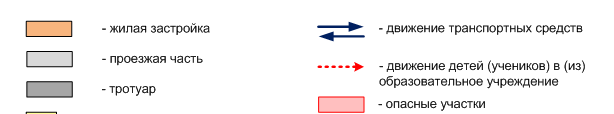 - жилая застройка
- проезжая часть
- тротуар
- движение транспортных средств
- движение детей (учеников) в (из)
образовательное учреждение
- опасные участки